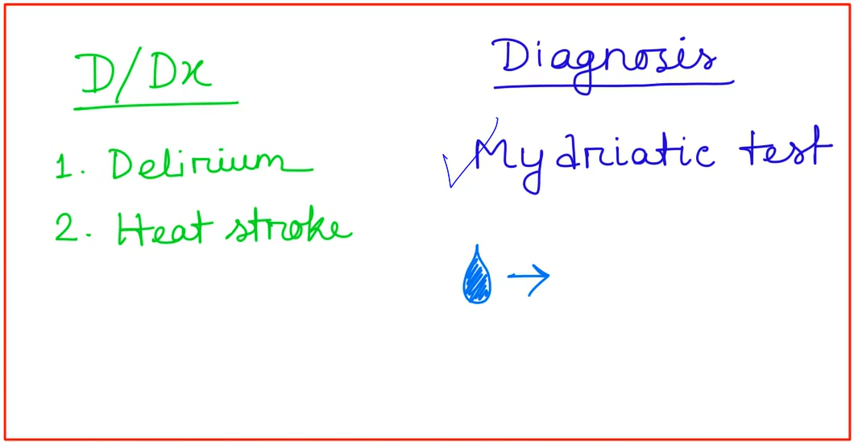 D/Dx
1. Delirium
2. Heat stroke
Diagnosis
Mydriatic test